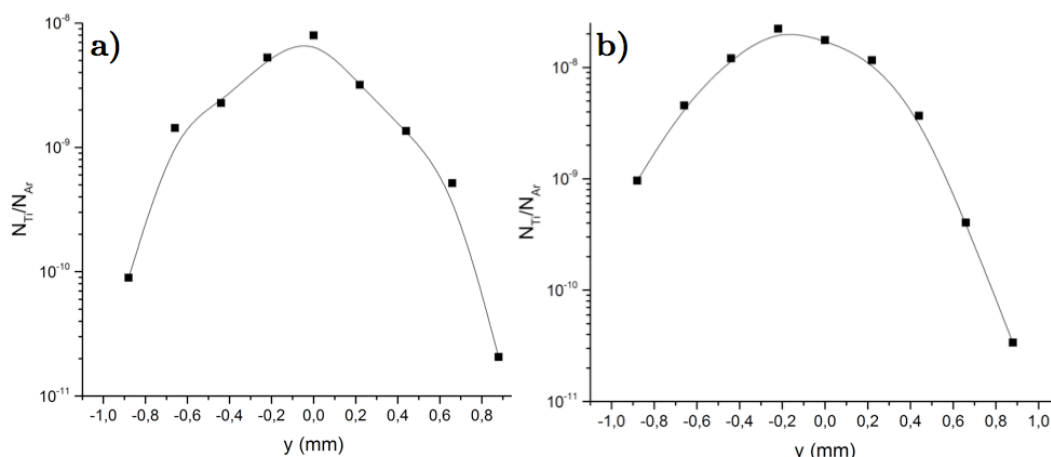 a)
10⁻⁸
10⁻⁹
10⁻¹⁰
10⁻¹¹
N_Ti/N_Ar
-1,0 -0,8 -0,6 -0,4 -0,2 0,0 0,2 0,4 0,6 0,8
y (mm)
b)
10⁻⁸
10⁻⁹
10⁻¹⁰
10⁻¹¹
N_Ti/N_Ar
-1,0 -0,8 -0,6 -0,4 -0,2 0,0 0,2 0,4 0,6 0,8 1,0
y (mm)